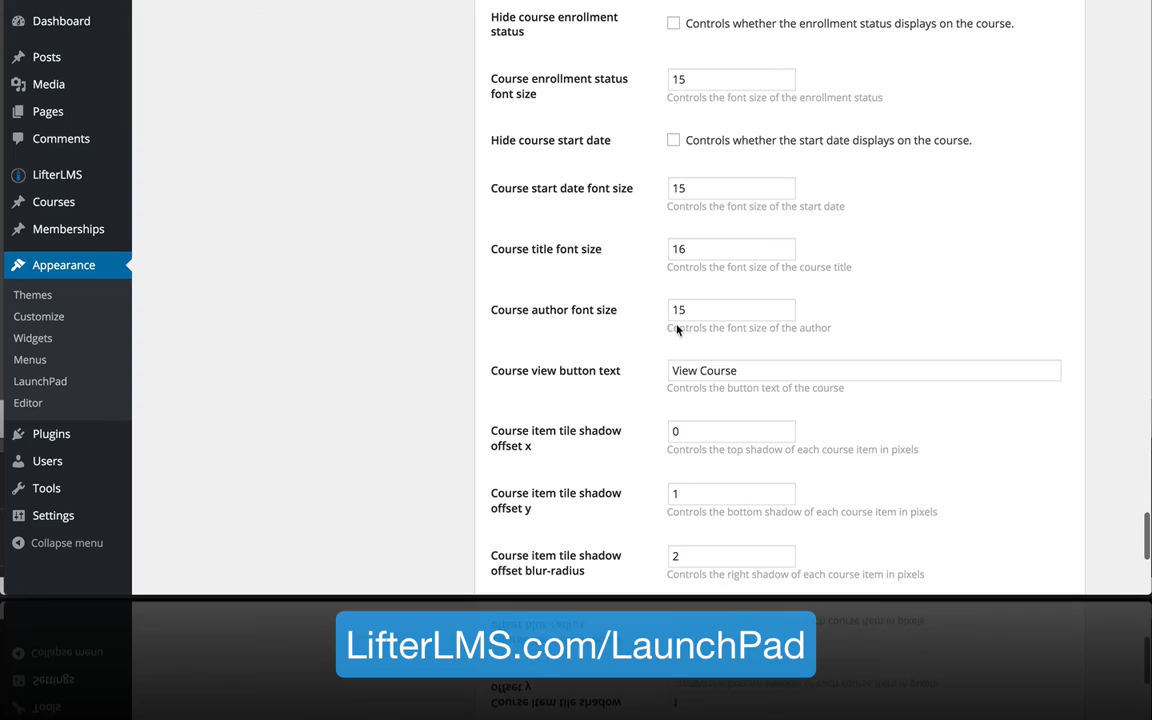 Dashboard
Posts
Media
Pages
Comments
LifterLMS
Courses
Memberships
Appearance
Themes
Customize
Widgets
Menus
LaunchPad
Editor
Plugins
Users
Tools
Settings
Collapse menu
Hide course enrollment
status
Controls whether the enrollment status displays on the course.
Course enrollment status
font size
15
Controls the font size of the enrollment status
Hide course start date
Controls whether the start date displays on the course.
Course start date font size
15
Controls the font size of the start date
Course title font size
16
Controls the font size of the course title
Course author font size
15
Controls the font size of the author
Course view button text
View Course
Controls the button text of the course
Course item tile shadow
offset x
0
Controls the top shadow of each course item in pixels
Course item tile shadow
offset y
1
Controls the bottom shadow of each course item in pixels
Course item tile shadow
offset blur-radius
2
Controls the right shadow of each course item in pixels
LifterLMS.com/LaunchPad